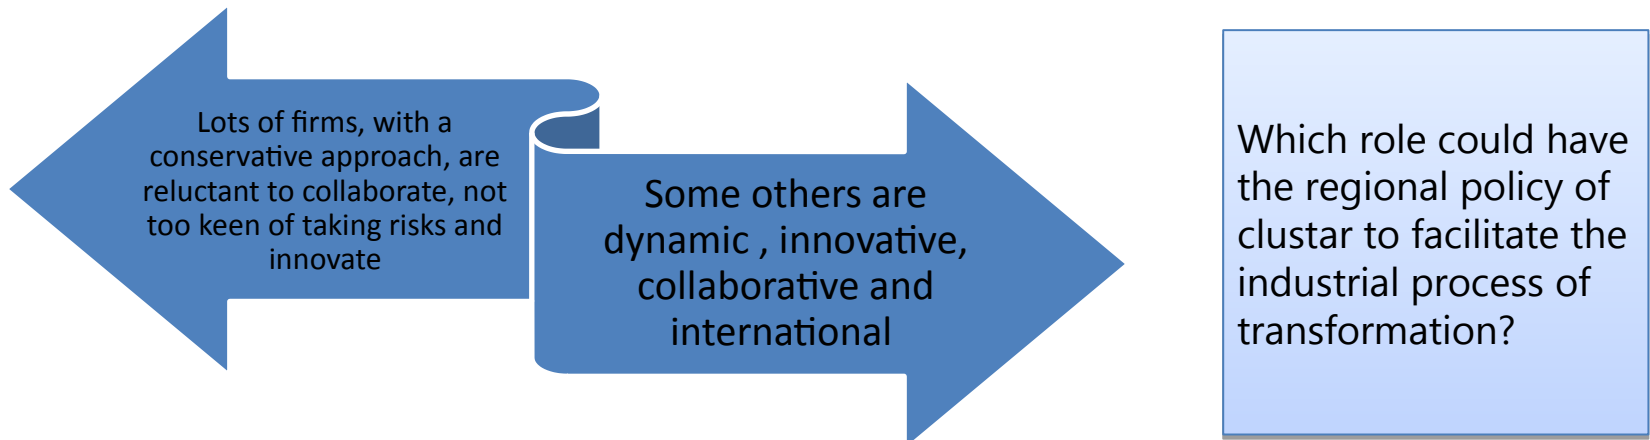 Lots of firms, with a
conservative approach, are
reluctant to collaborate, not
too keen of taking risks and
innovate
Some others are
dynamic , innovative,
collaborative and
international
Which role could have
the regional policy of
clustar to facilitate the
industrial process of
transformation?